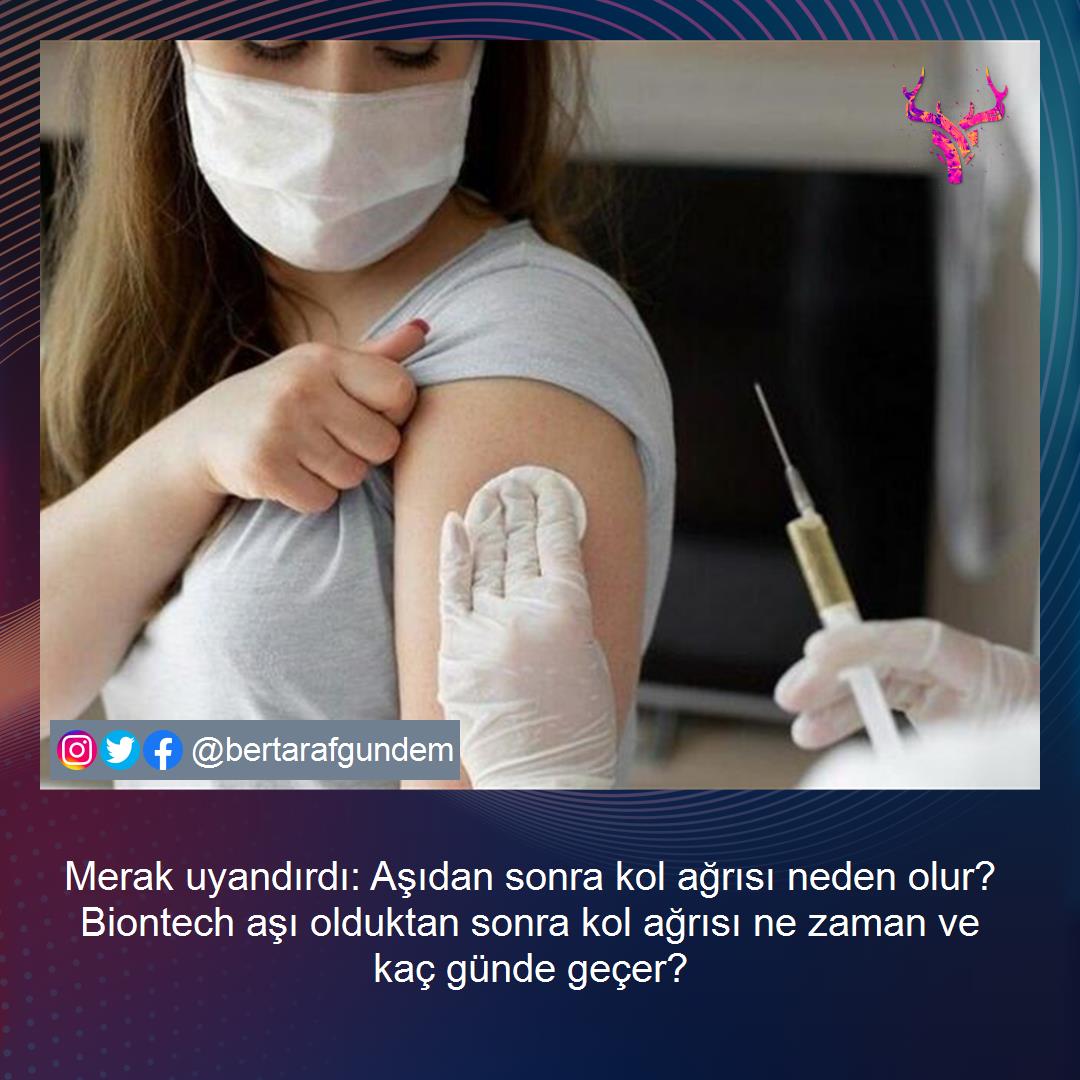 @bertarafgundem
Merak uyandırdı: Aşıdan sonra kol ağrısı neden olur?
Biontech aşı olduktan sonra kol ağrısı ne zaman ve
kaç günde geçer?